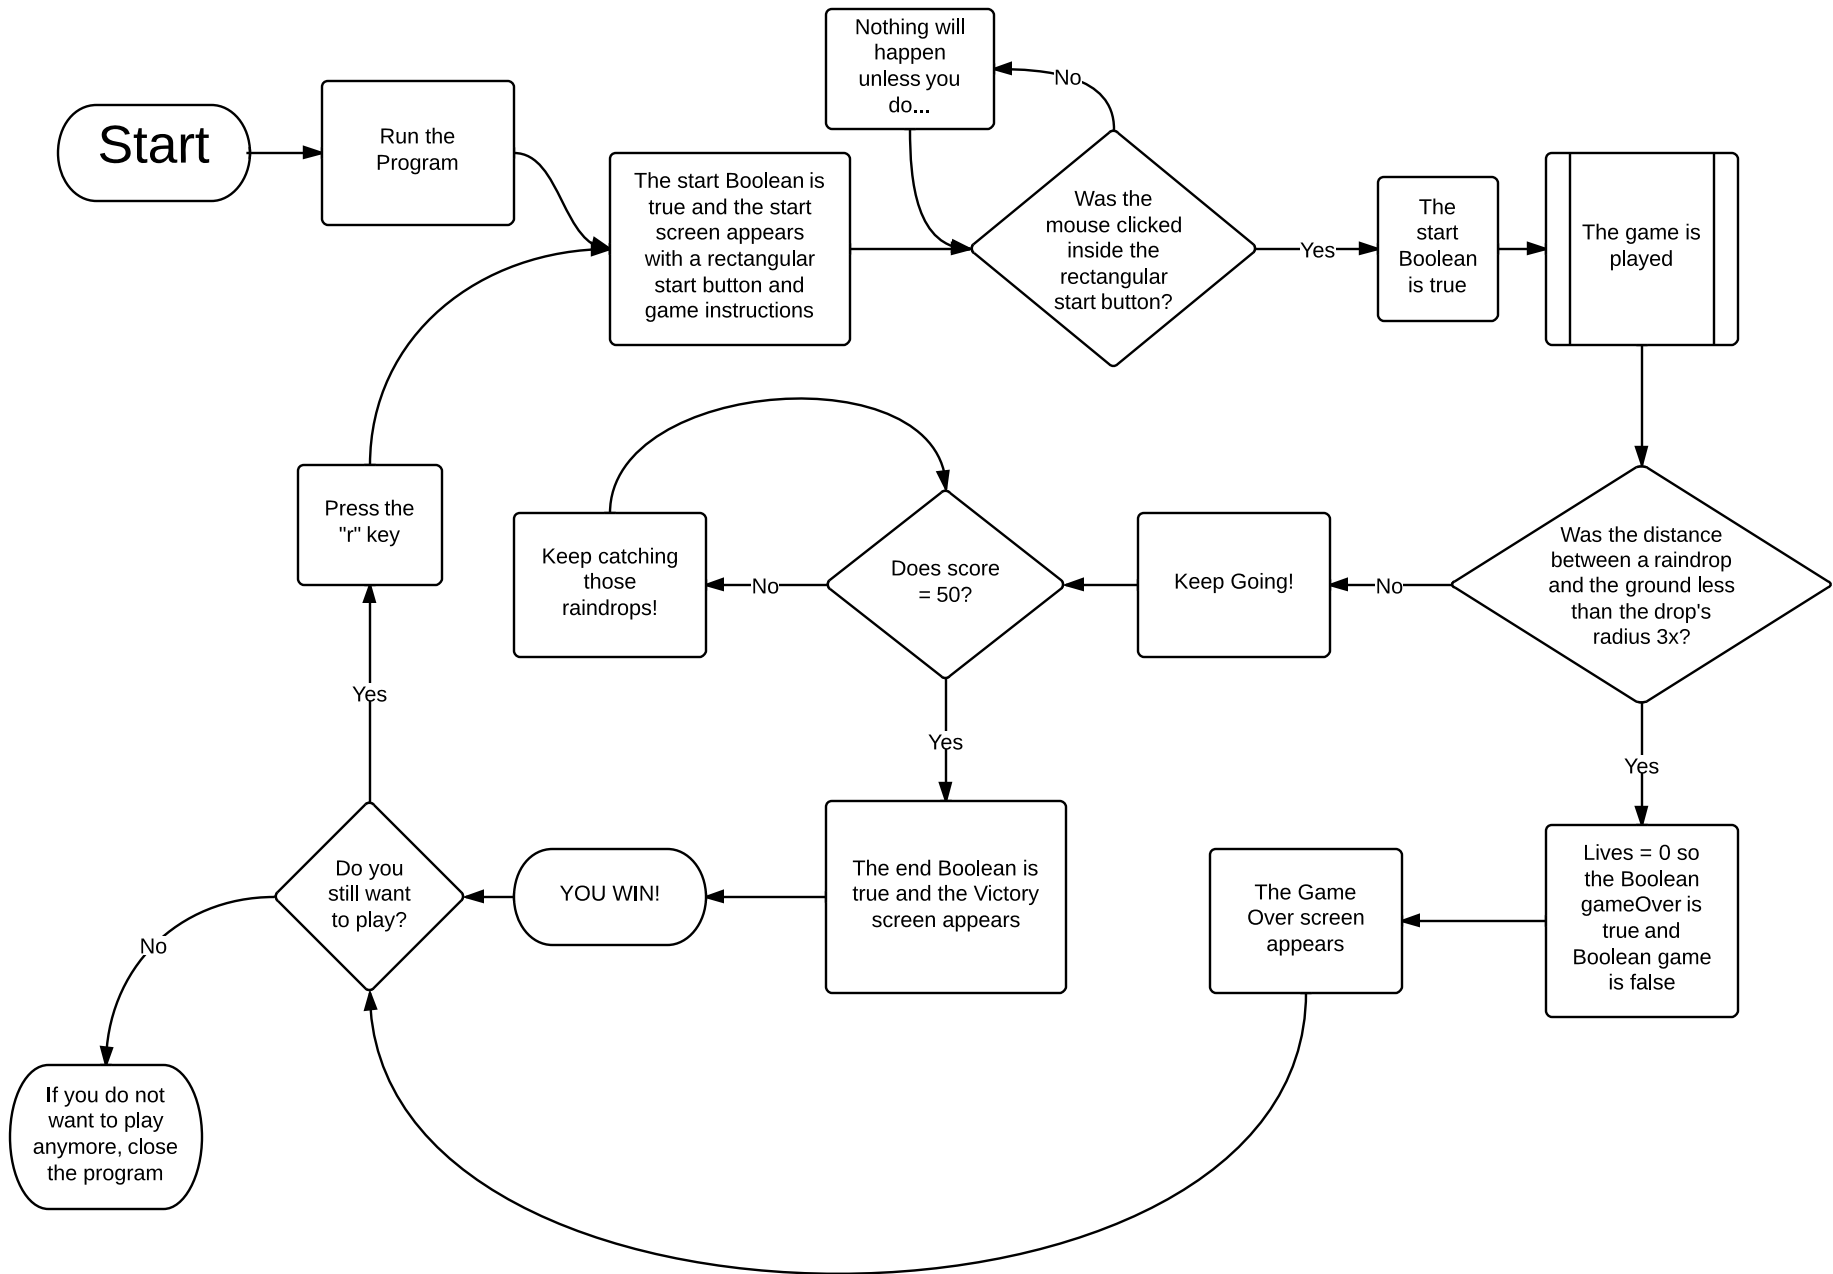 Start
Run the
Program
The start Boolean is
true and the start
screen appears
with a rectangular
start button and
game instructions
Nothing will
happen
unless you
do...
No
Was the
mouse clicked
inside the
rectangular
start button?
Yes
The
start
Boolean
is true
The game is
played
Was the distance
between a raindrop
and the ground less
than the drop's
radius 3x?
No
Keep Going!
Does score
= 50?
No
Keep catching
those
raindrops!
Yes
The end Boolean is
true and the Victory
screen appears
YOU WIN!
Yes
Lives = 0 so
the Boolean
gameOver is
true and
Boolean game
is false
The Game
Over screen
appears
Do you
still want
to play?
Yes
Press the
"r" key
No
If you do not
want to play
anymore, close
the program